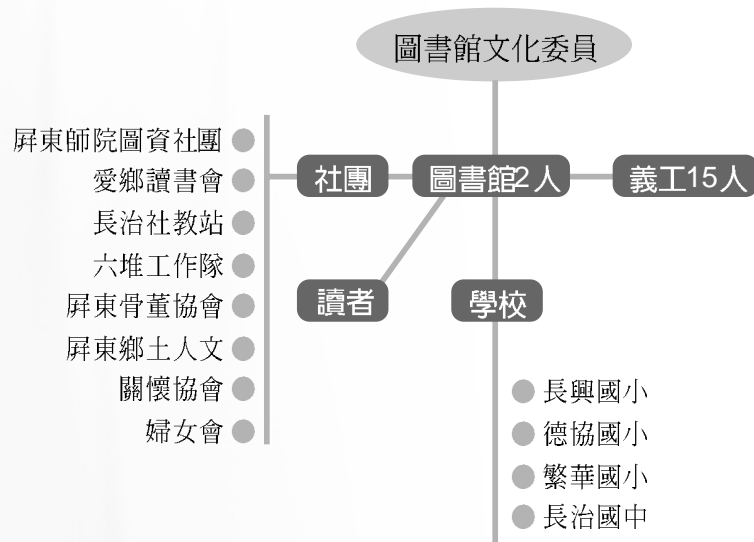 圖書館文化委員
屏東師院圖資社團
愛鄉讀書會
長治社教站
六堆工作隊
屏東骨董協會
屏東鄉土人文
關懷協會
婦女會
社團
圖書館2人
義工15人
讀者
學校
長興國小
德協國小
繁華國小
長治國中